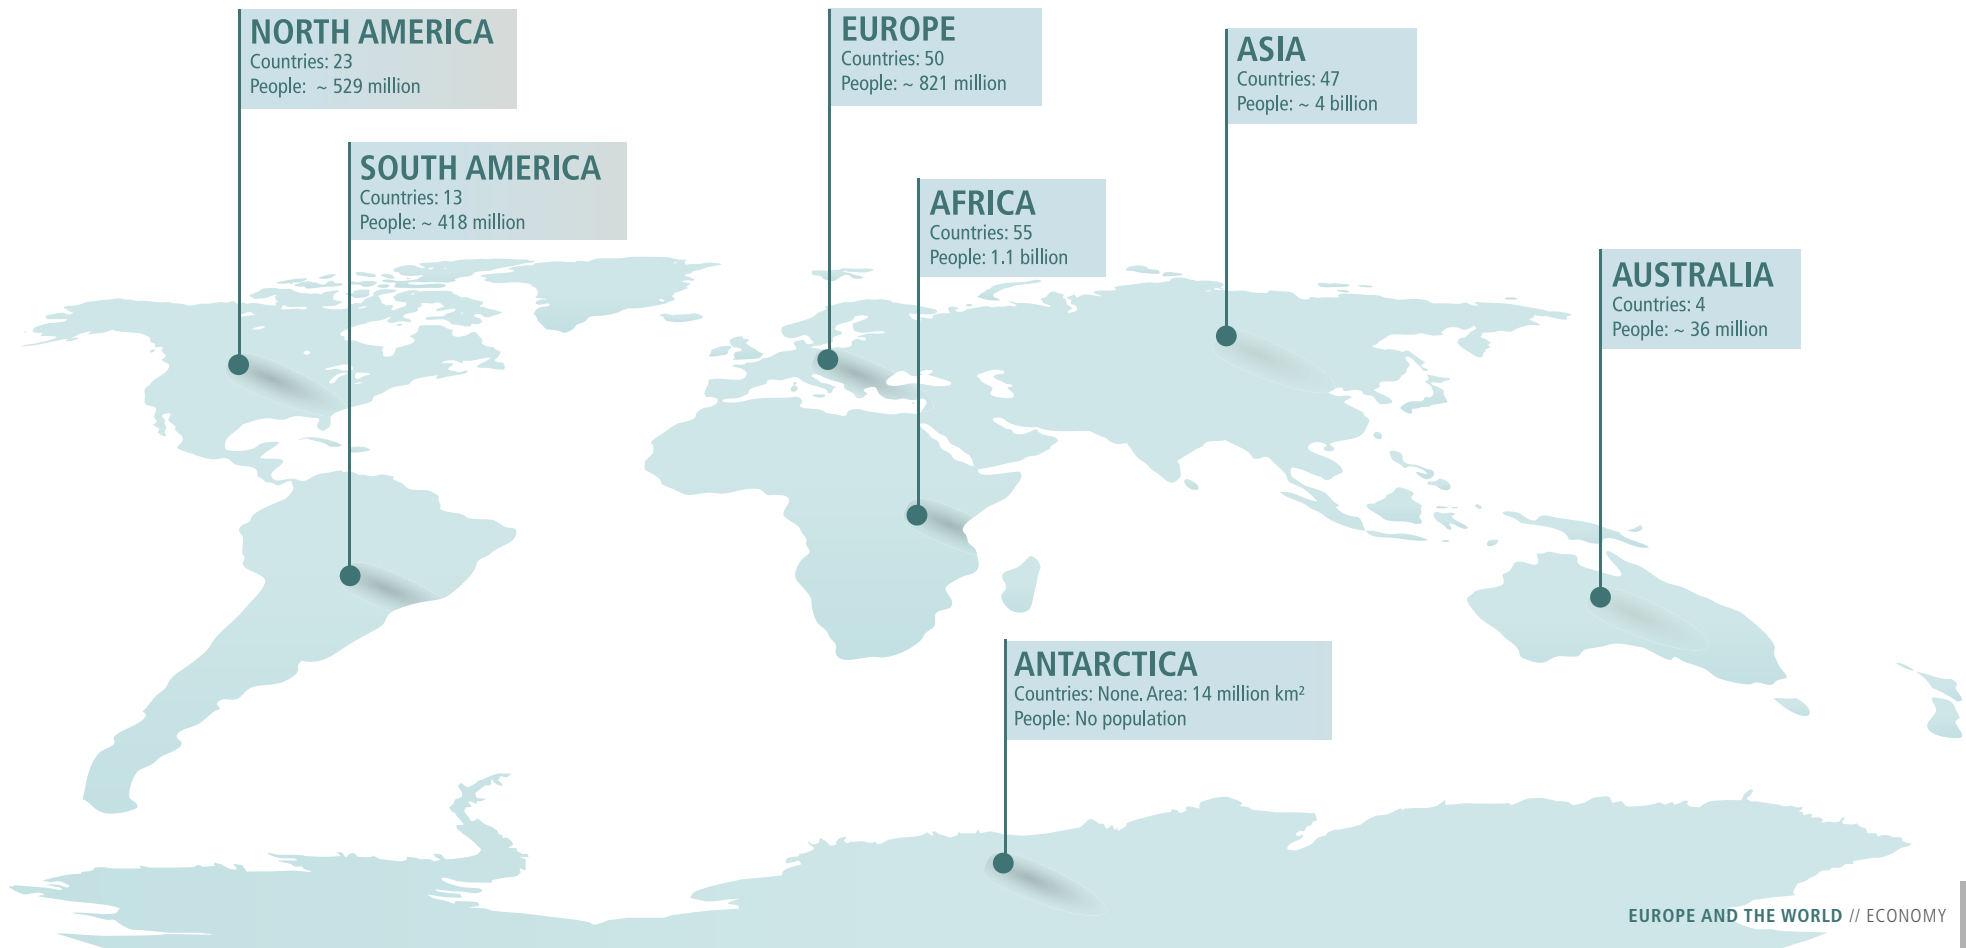 NORTH AMERICA
Countries: 23
People: ~ 529 million
EUROPE
Countries: 50
People: ~ 821 million
ASIA
Countries: 47
People: ~ 4 billion
SOUTH AMERICA
Countries: 13
People: ~ 418 million
AFRICA
Countries: 55
People: 1.1 billion
AUSTRALIA
Countries: 4
People: ~ 36 million
ANTARCTICA
Countries: None. Area: 14 million km²
People: No population
EUROPE AND THE WORLD // ECONOMY